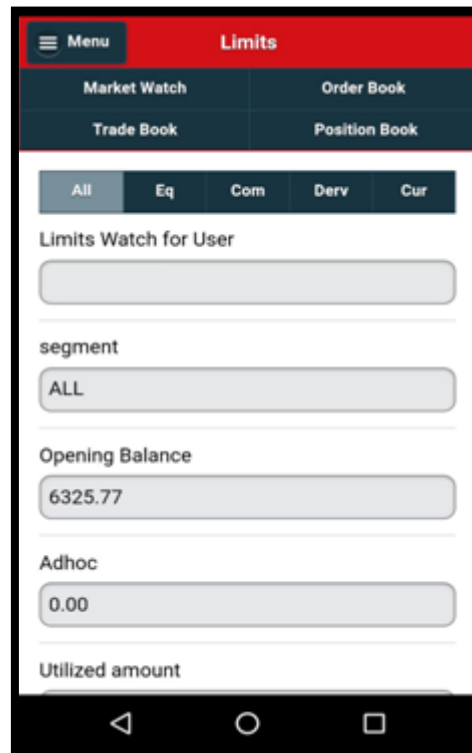 Menu Limits
Market Watch Order Book
Trade Book Position Book
All Eq Com Derv Cur
Limits Watch for User
segment
ALL
Opening Balance
6325.77
Adhoc
0.00
Utilized amount